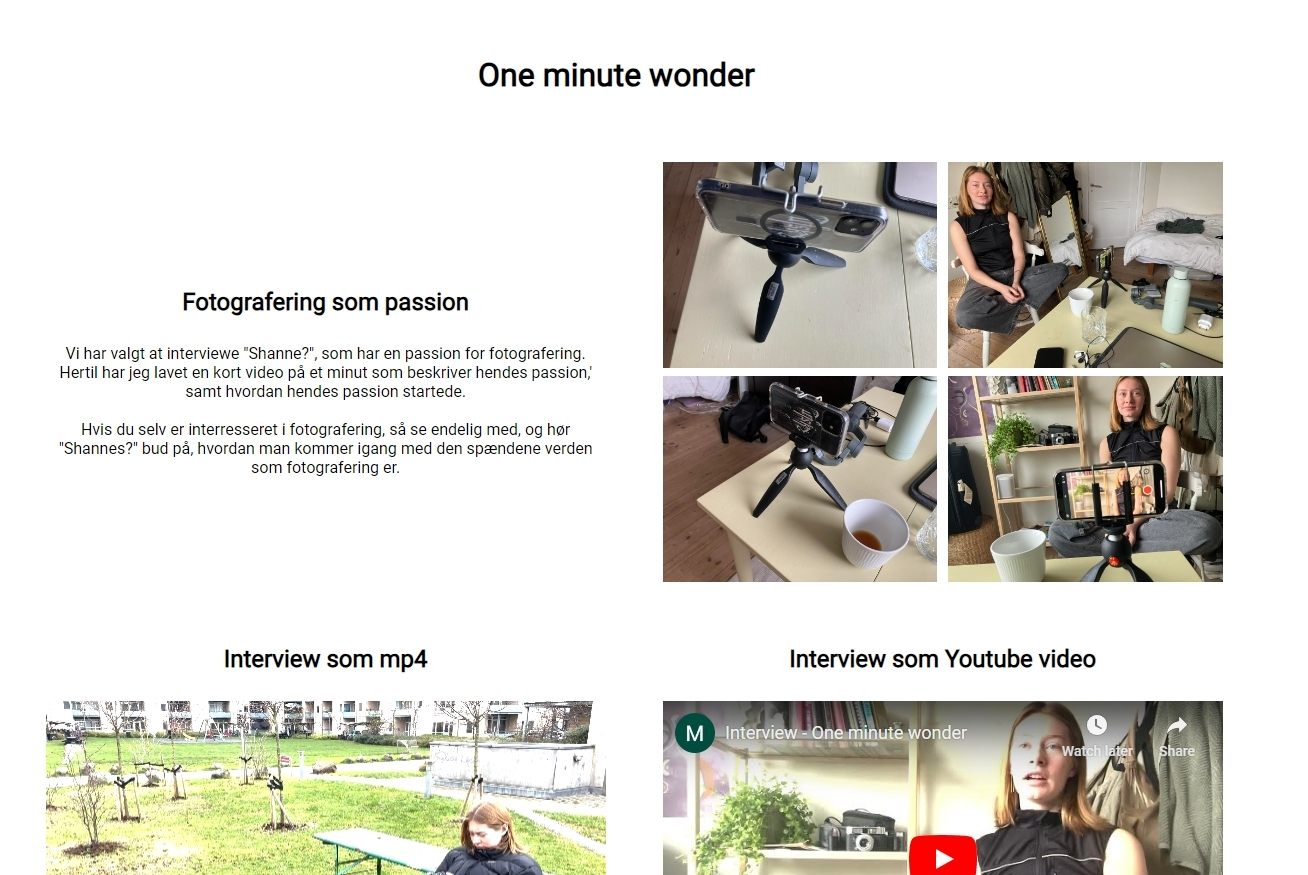 One minute wonder
Fotografering som passion
Vi har valgt at interviewe "Shanne?", som har en passion for fotografering.
Hertil har jeg lavet en kort video på et minut som beskriver hendes passion,'
samt hvordan hendes passion startede.
Hvis du selv er interresseret i fotografering, så se endelig med, og hør
"Shannes?" bud på, hvordan man kommer igang med den spændene verden
som fotografering er.
Interview som mp4
Interview som Youtube video
M
Interview - One minute wonder
Watch later
Share